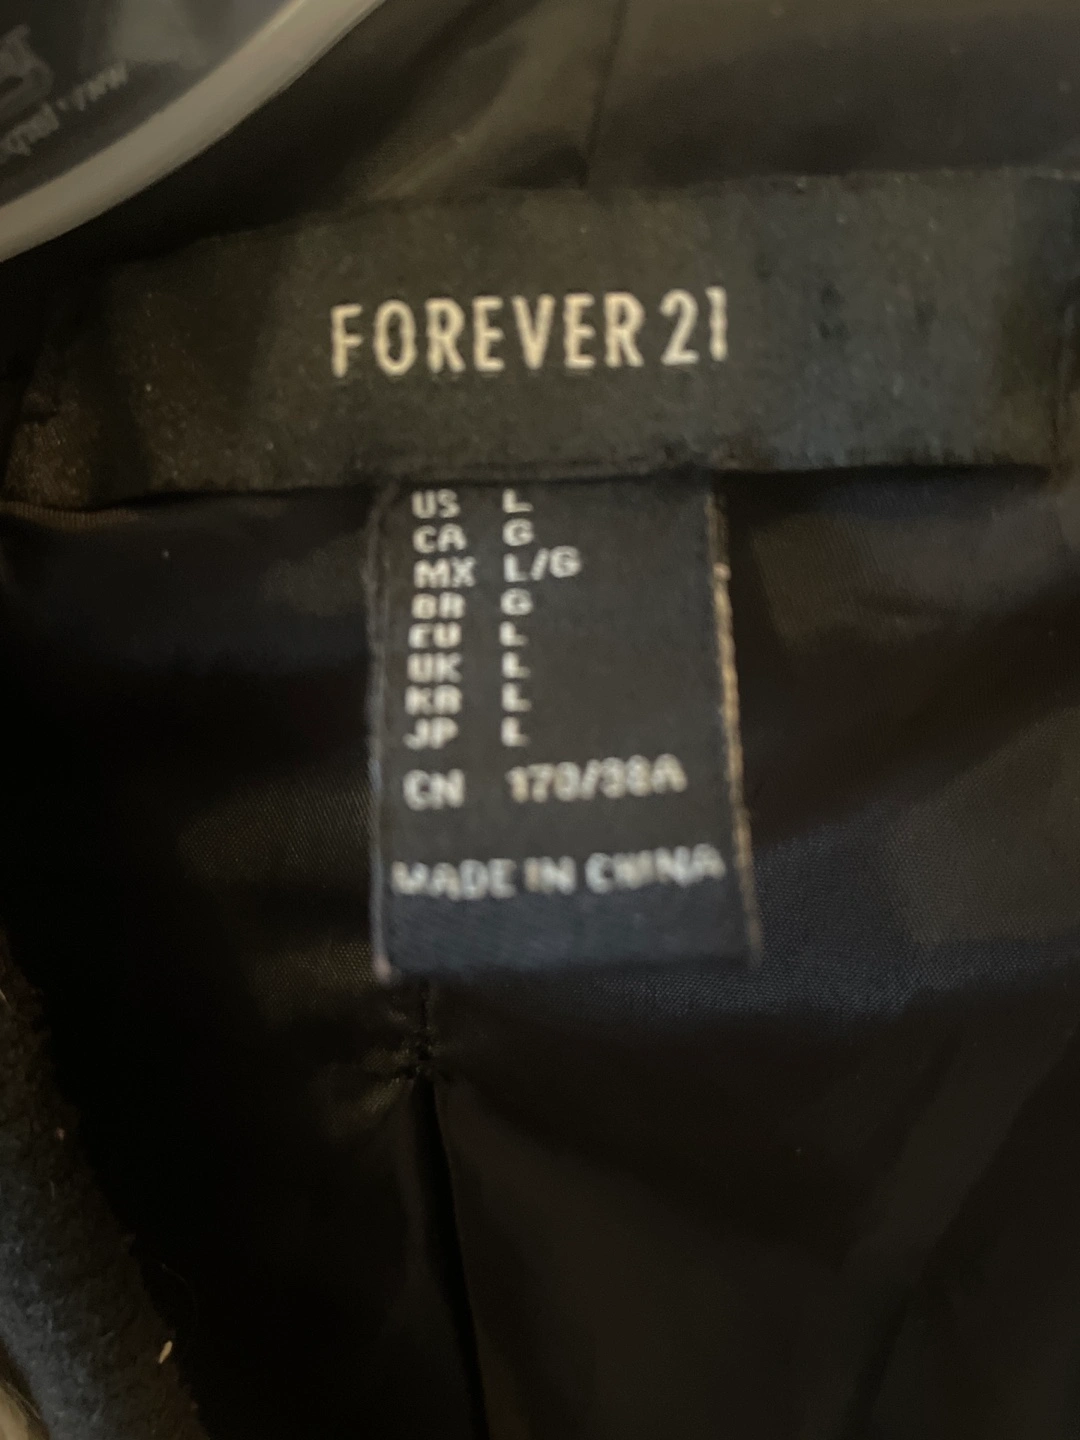 FOREVER 21
US L
CA G
MX L/G
BR G
EU L
UK L
KR L
JP L
CN 170/38A
MADE IN CHINA